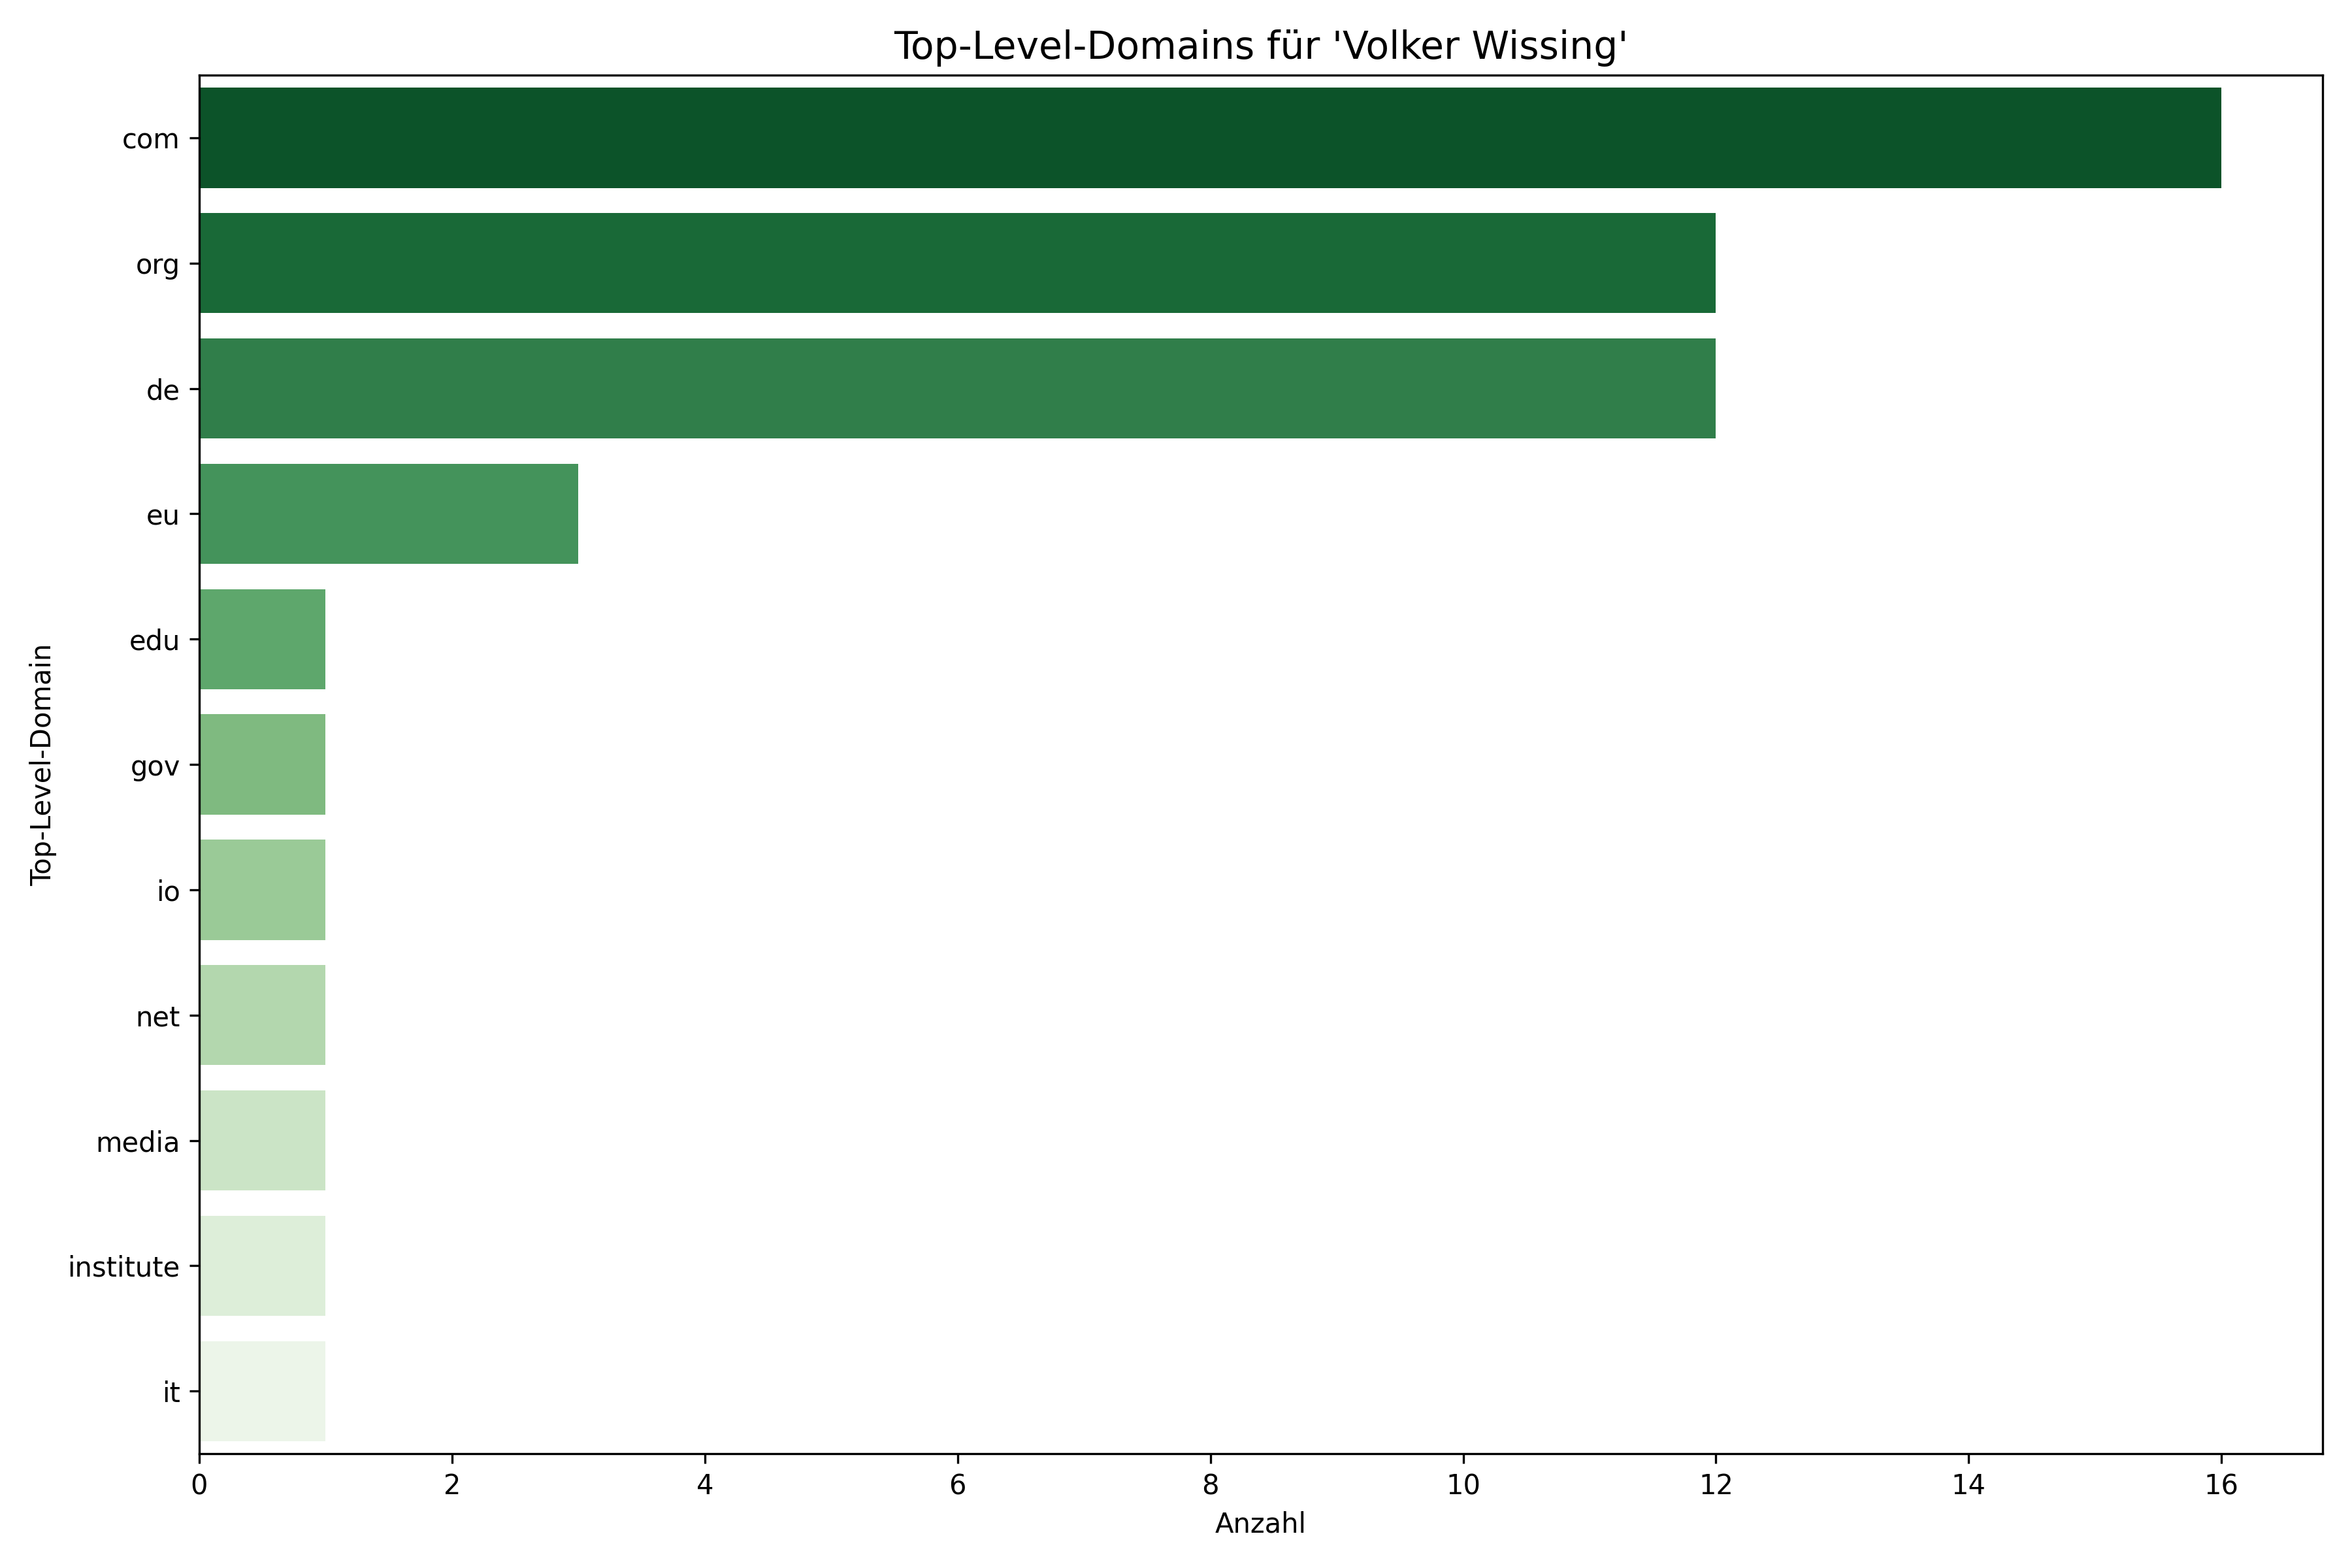 Top-Level-Domains für 'Volker Wissing'
com
org
de
eu
edu
gov
io
net
media
institute
it
Top-Level-Domain
0 2 4 6 8 10 12 14 16
Anzahl